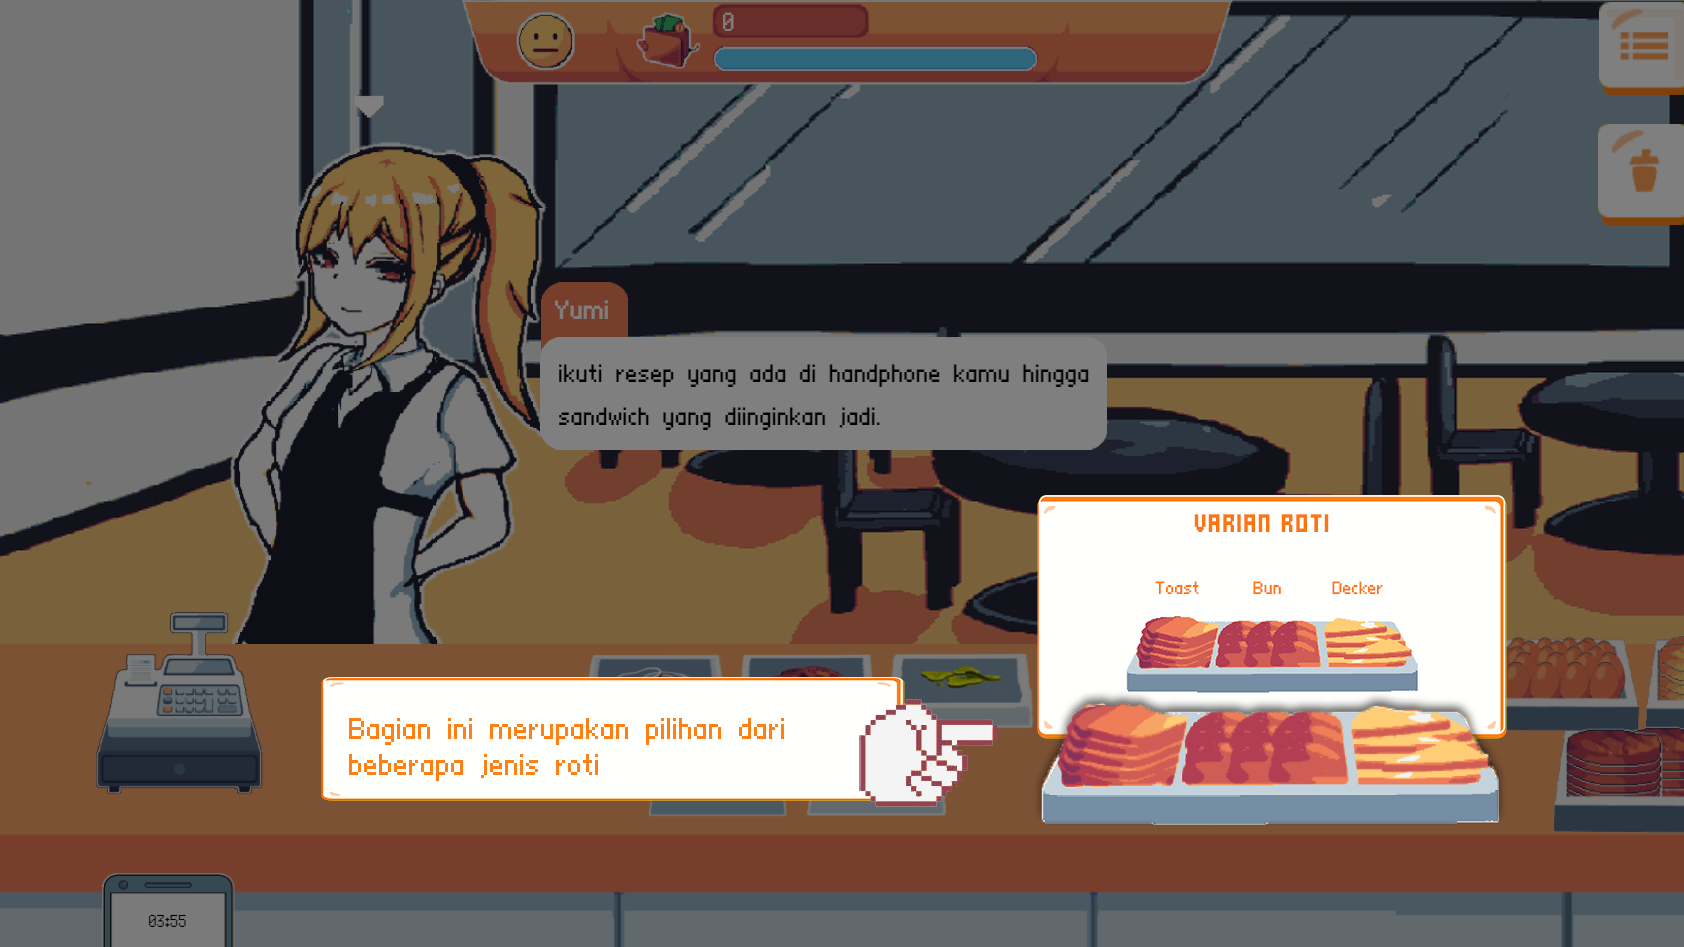 0
Yumi
ikuti resep yang ada di handphone kamu hingga
sandwich yang diinginkan jadi.
VARIAN ROTI
Toast Bun Decker
Bagian ini merupakan pilihan dari
beberapa jenis roti
03:55